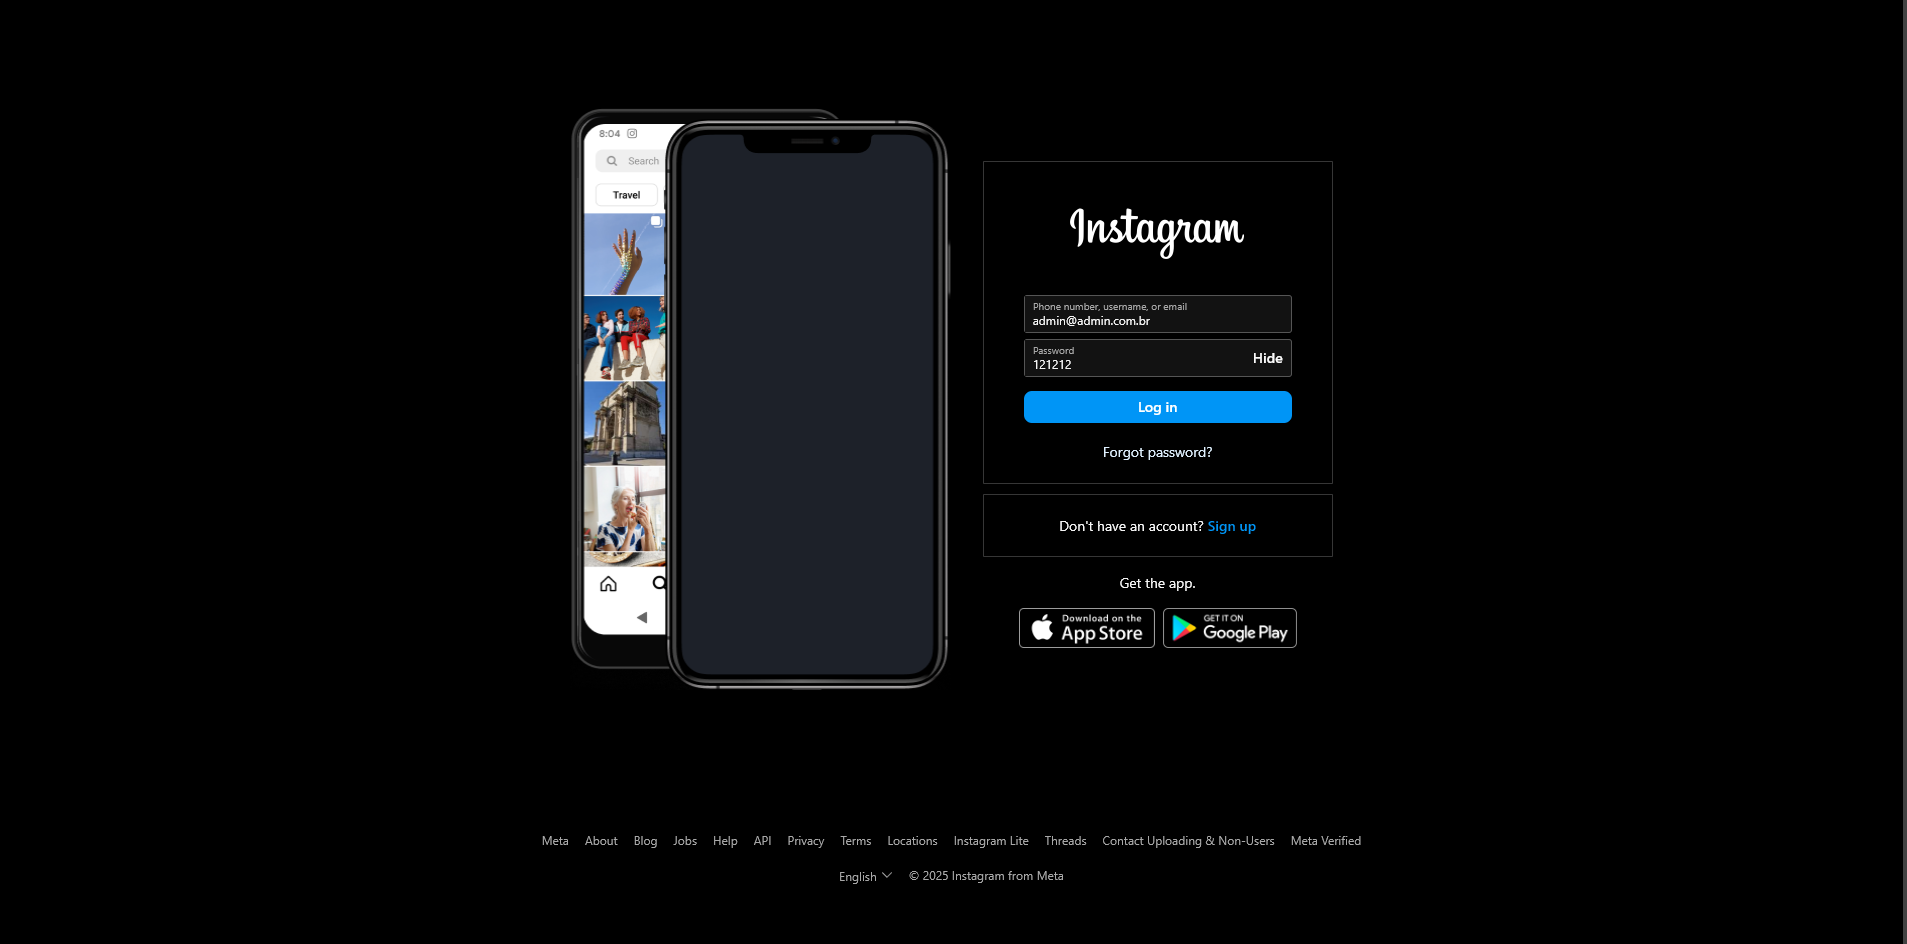 8:04
Search
Travel
Instagram
Phone number, username, or email
admin@admin.com.br
Password
121212
Hide
Log in
Forgot password?
Don't have an account? Sign up
Get the app.
Download on the
App Store
GET IT ON
Google Play
Meta About Blog Jobs Help API Privacy Terms Locations Instagram Lite Threads Contact Uploading & Non-Users Meta Verified
English © 2025 Instagram from Meta